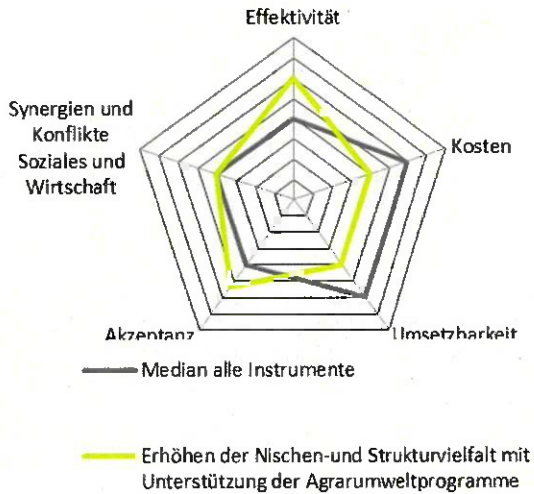 Effektivität
Synergien und
Konflikte
Soziales und
Wirtschaft
Kosten
Akzeptanz
Umsetzbarkeit
Median alle Instrumente
Erhöhen der Nischen-und Strukturvielfalt mit
Unterstützung der Agrarumweltprogramme